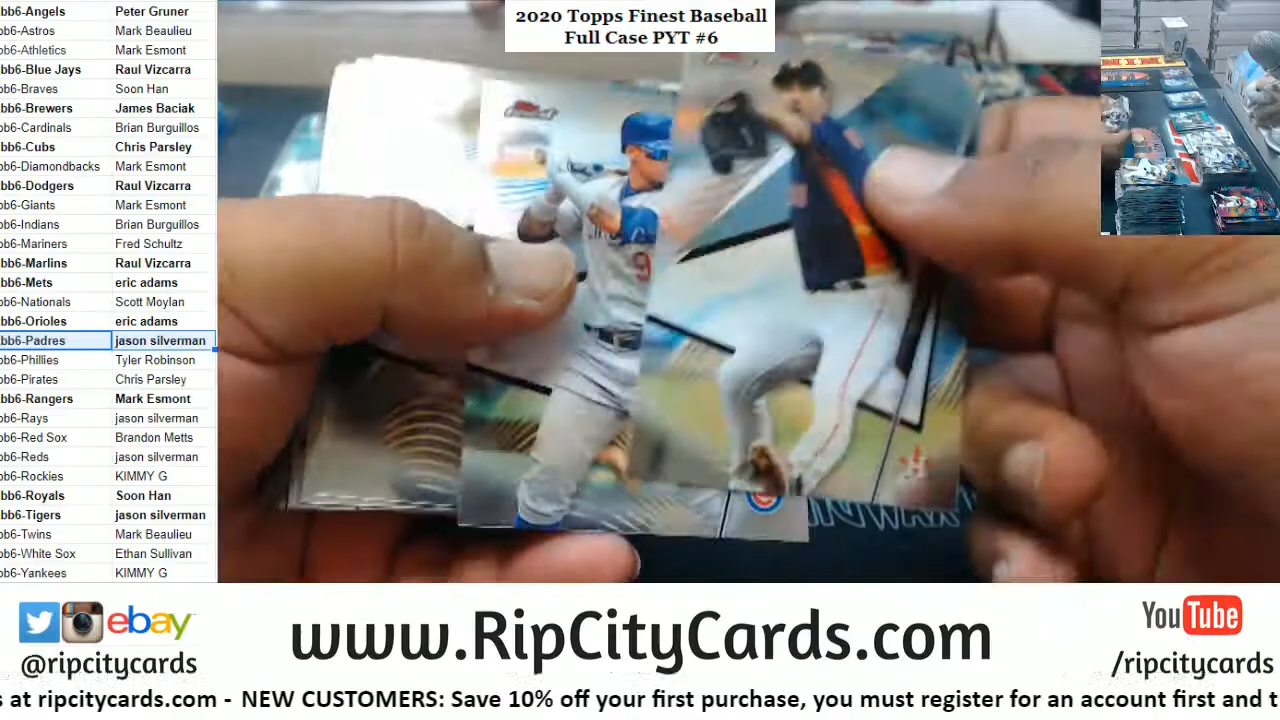 2020 Topps Finest Baseball
Full Case PYT #6
bb6-Angels Peter Gruner
bb6-Astros Mark Beaulieu
bb6-Athletics Mark Esmont
bb6-Blue Jays Raul Vizcarra
bb6-Braves Soon Han
bb6-Brewers James Baciak
bb6-Cardinals Brian Burguillos
bb6-Cubs Chris Parsley
bb6-Diamondbacks Mark Esmont
bb6-Dodgers Raul Vizcarra
bb6-Giants Mark Esmont
bb6-Indians Brian Burguillos
bb6-Mariners Fred Schultz
bb6-Marlins Raul Vizcarra
bb6-Mets eric adams
bb6-Nationals Scott Moylan
bb6-Orioles eric adams
bb6-Padres jason silverman
bb6-Phillies Tyler Robinson
bb6-Pirates Chris Parsley
bb6-Rangers Mark Esmont
bb6-Rays jason silverman
bb6-Red Sox Brandon Metts
bb6-Reds jason silverman
bb6-Rockies KIMMY G
bb6-Royals Soon Han
bb6-Tigers jason silverman
bb6-Twins Mark Beaulieu
bb6-White Sox Ethan Sullivan
bb6-Yankees KIMMY G
9
ebay
@ripcitycards
www.RipCityCards.com
YouTube
/ripcitycards
s at ripcitycards.com - NEW CUSTOMERS: Save 10% off your first purchase, you must register for an account first and t